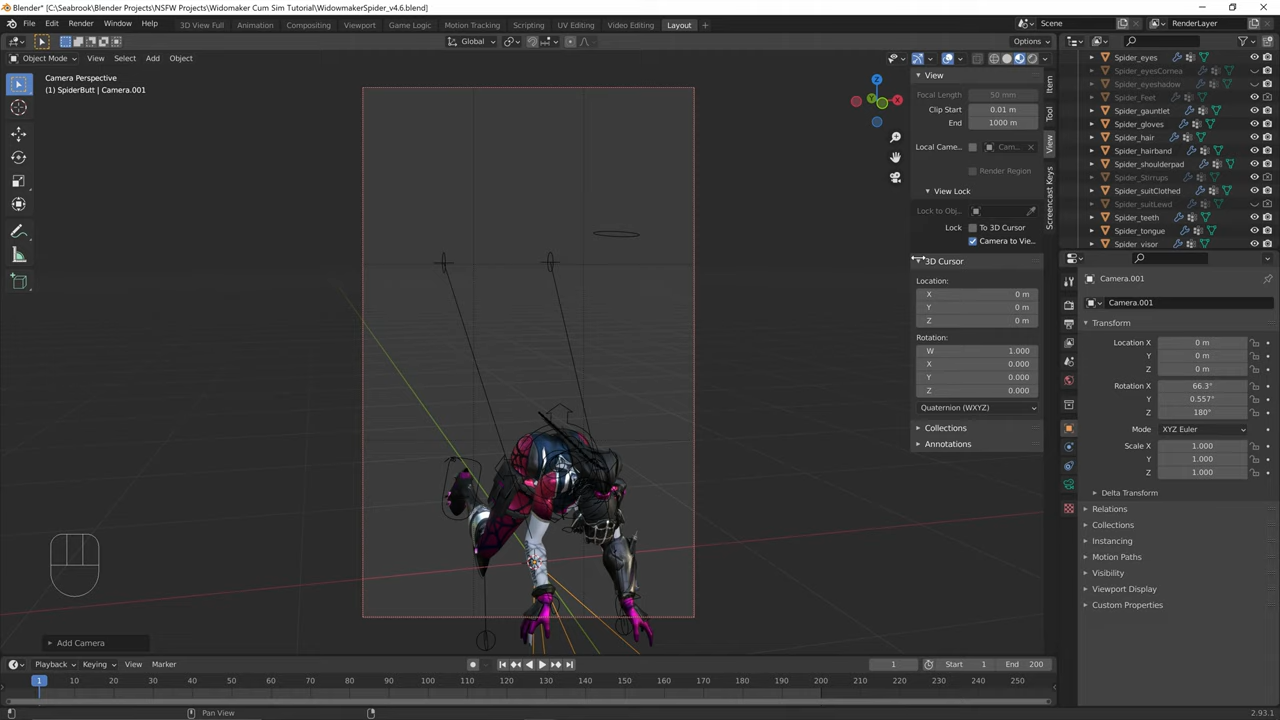 Blender* [C:\Seabrook\Blender Projects\NSFW Projects\Widomaker Cum Sim Tutorial\WidowmakerSpider_v4.6.blend]
File Edit Render Window Help 3D View Full Animation Compositing Game Logic Motion Tracking Scripting UV Editing Video Editing Layout Scene RenderLayer
Global Options
Object Mode View Select Add Object
Camera Perspective
(1) SpiderButt | Camera.001
Z
X
Y
View
Focal Length 50 mm
Clip Start 0.01 m
End 1000 m
Local Came... Cam...
Render Region
View Lock
Lock to Obj...
Lock To 3D Cursor
Camera to Vie...
3D Cursor
Location:
X 0 m
Y 0 m
Z 0 m
Rotation:
W 1.000
X 0.000
Y 0.000
Z 0.000
Quaternion (WXYZ)
Collections
Annotations
Item
Tool
View
Screencast Keys
Spider_eyes
Spider_eyesCornea
Spider_eyeshadow
Spider_Feet
Spider_gauntlet
Spider_gloves
Spider_hair
Spider_hairband
Spider_shoulderpad
Spider_Stirrups
Spider_suitClothed
Spider_suitLewd
Spider_teeth
Spider_tongue
Spider_visor
Camera.001
Camera.001
Transform
Location X 0 m
Y 0 m
Z 0 m
Rotation X 66.3°
Y 0.557°
Z 180°
Mode XYZ Euler
Scale X 1.000
Y 1.000
Z 1.000
Delta Transform
Relations
Collections
Instancing
Motion Paths
Visibility
Viewport Display
Custom Properties
Add Camera
Playback Keying View Marker 1 Start 1 End 200
1 10 20 30 40 50 60 70 80 90 100 110 120 130 140 150 160 170 180 190 200 210 220 230 240 250
Pan View 2.93.1